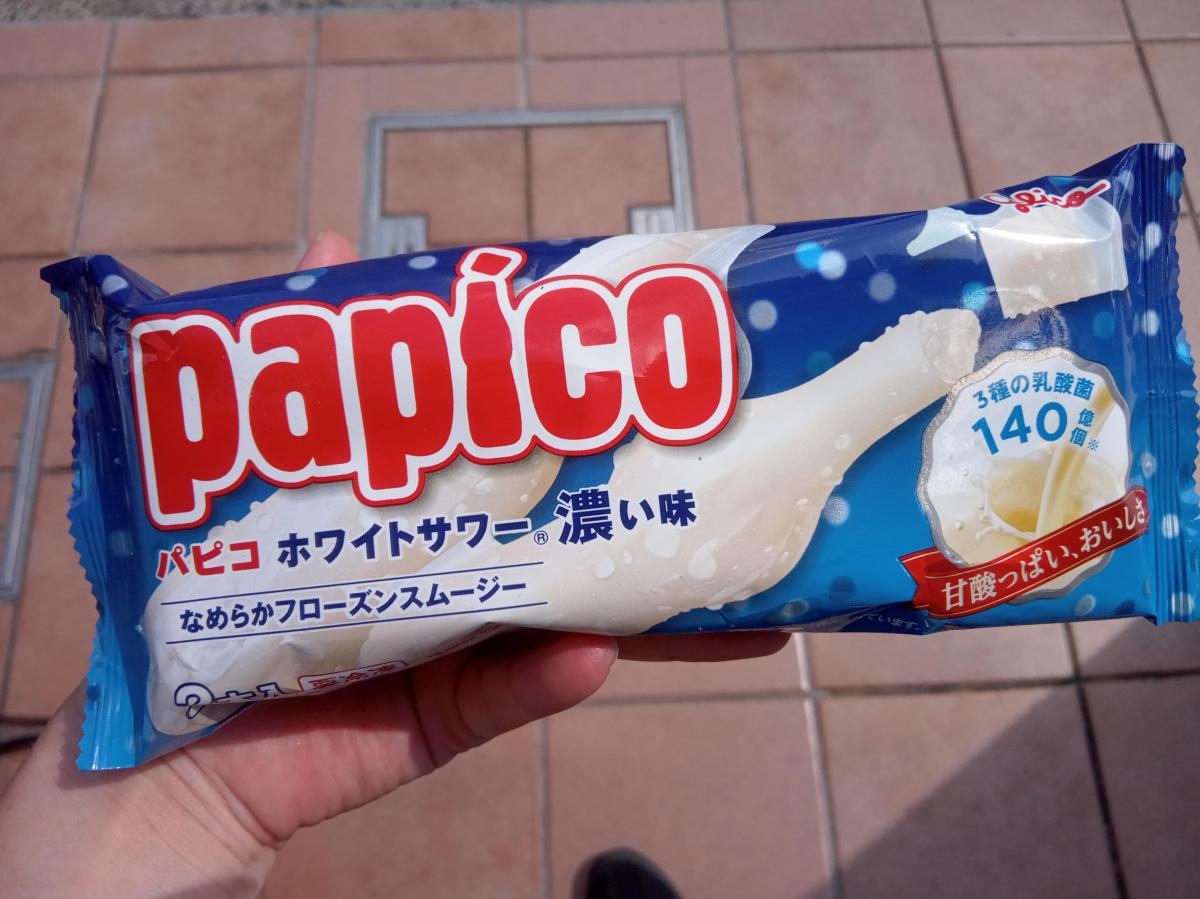 Glico
papico
パピコ ホワイトサワー® 濃い味
なめらかフローズンスムージー
3種の乳酸菌
140億個※
甘酸っぱい、おいしさ